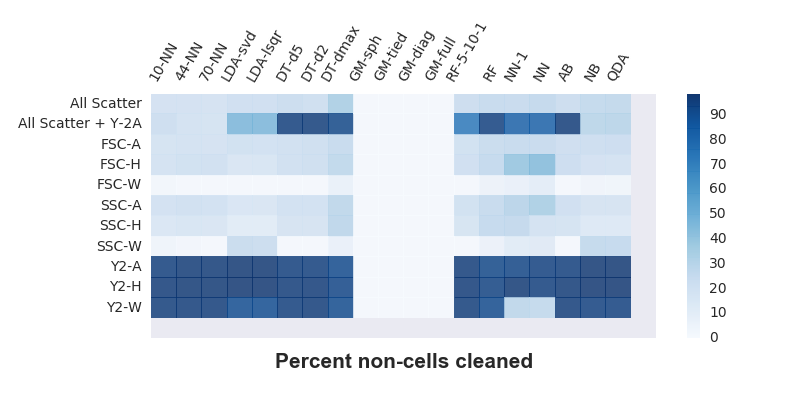 10-NN
44-NN
70-NN
LDA-svd
LDA-lsqr
DT-d5
DT-d2
DT-dmax
GM-sph
GM-tied
GM-diag
GM-full
RF-5-10-1
RF
NN-1
NN
AB
NB
QDA
All Scatter
All Scatter + Y-2A
FSC-A
FSC-H
FSC-W
SSC-A
SSC-H
SSC-W
Y2-A
Y2-H
Y2-W
90
80
70
60
50
40
30
20
10
0
Percent non-cells cleaned